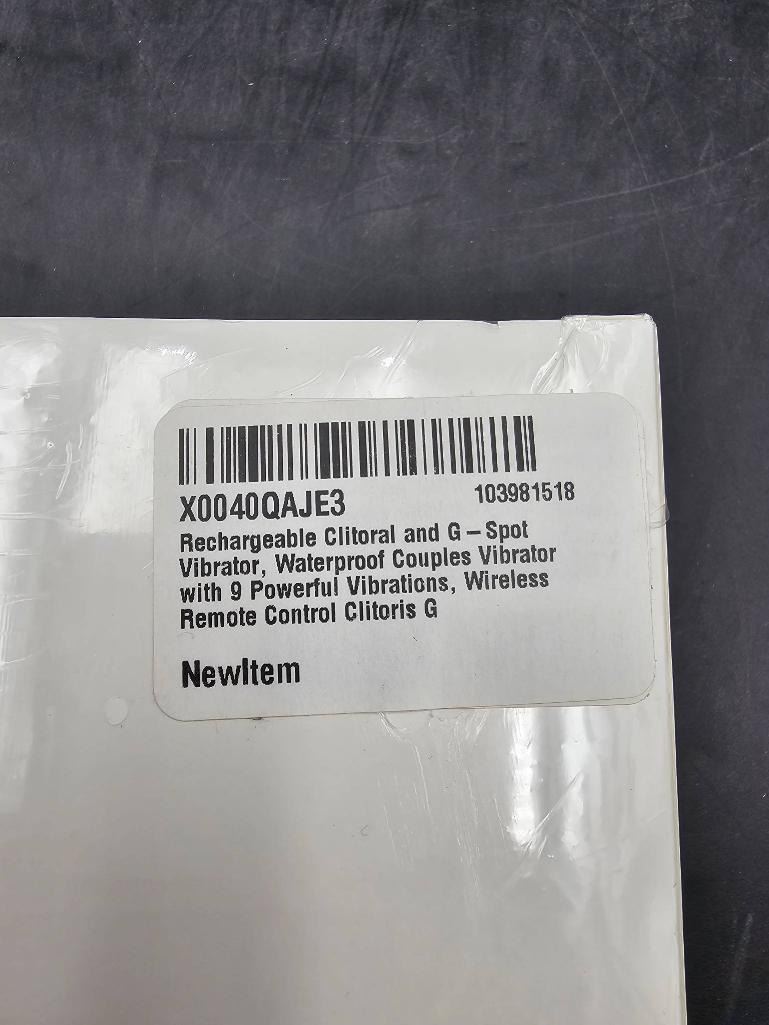 X0040QAJE3
103981518
Rechargeable Clitoral and G-Spot
Vibrator, Waterproof Couples Vibrator
with 9 Powerful Vibrations, Wireless
Remote Control Clitoris G
NewItem